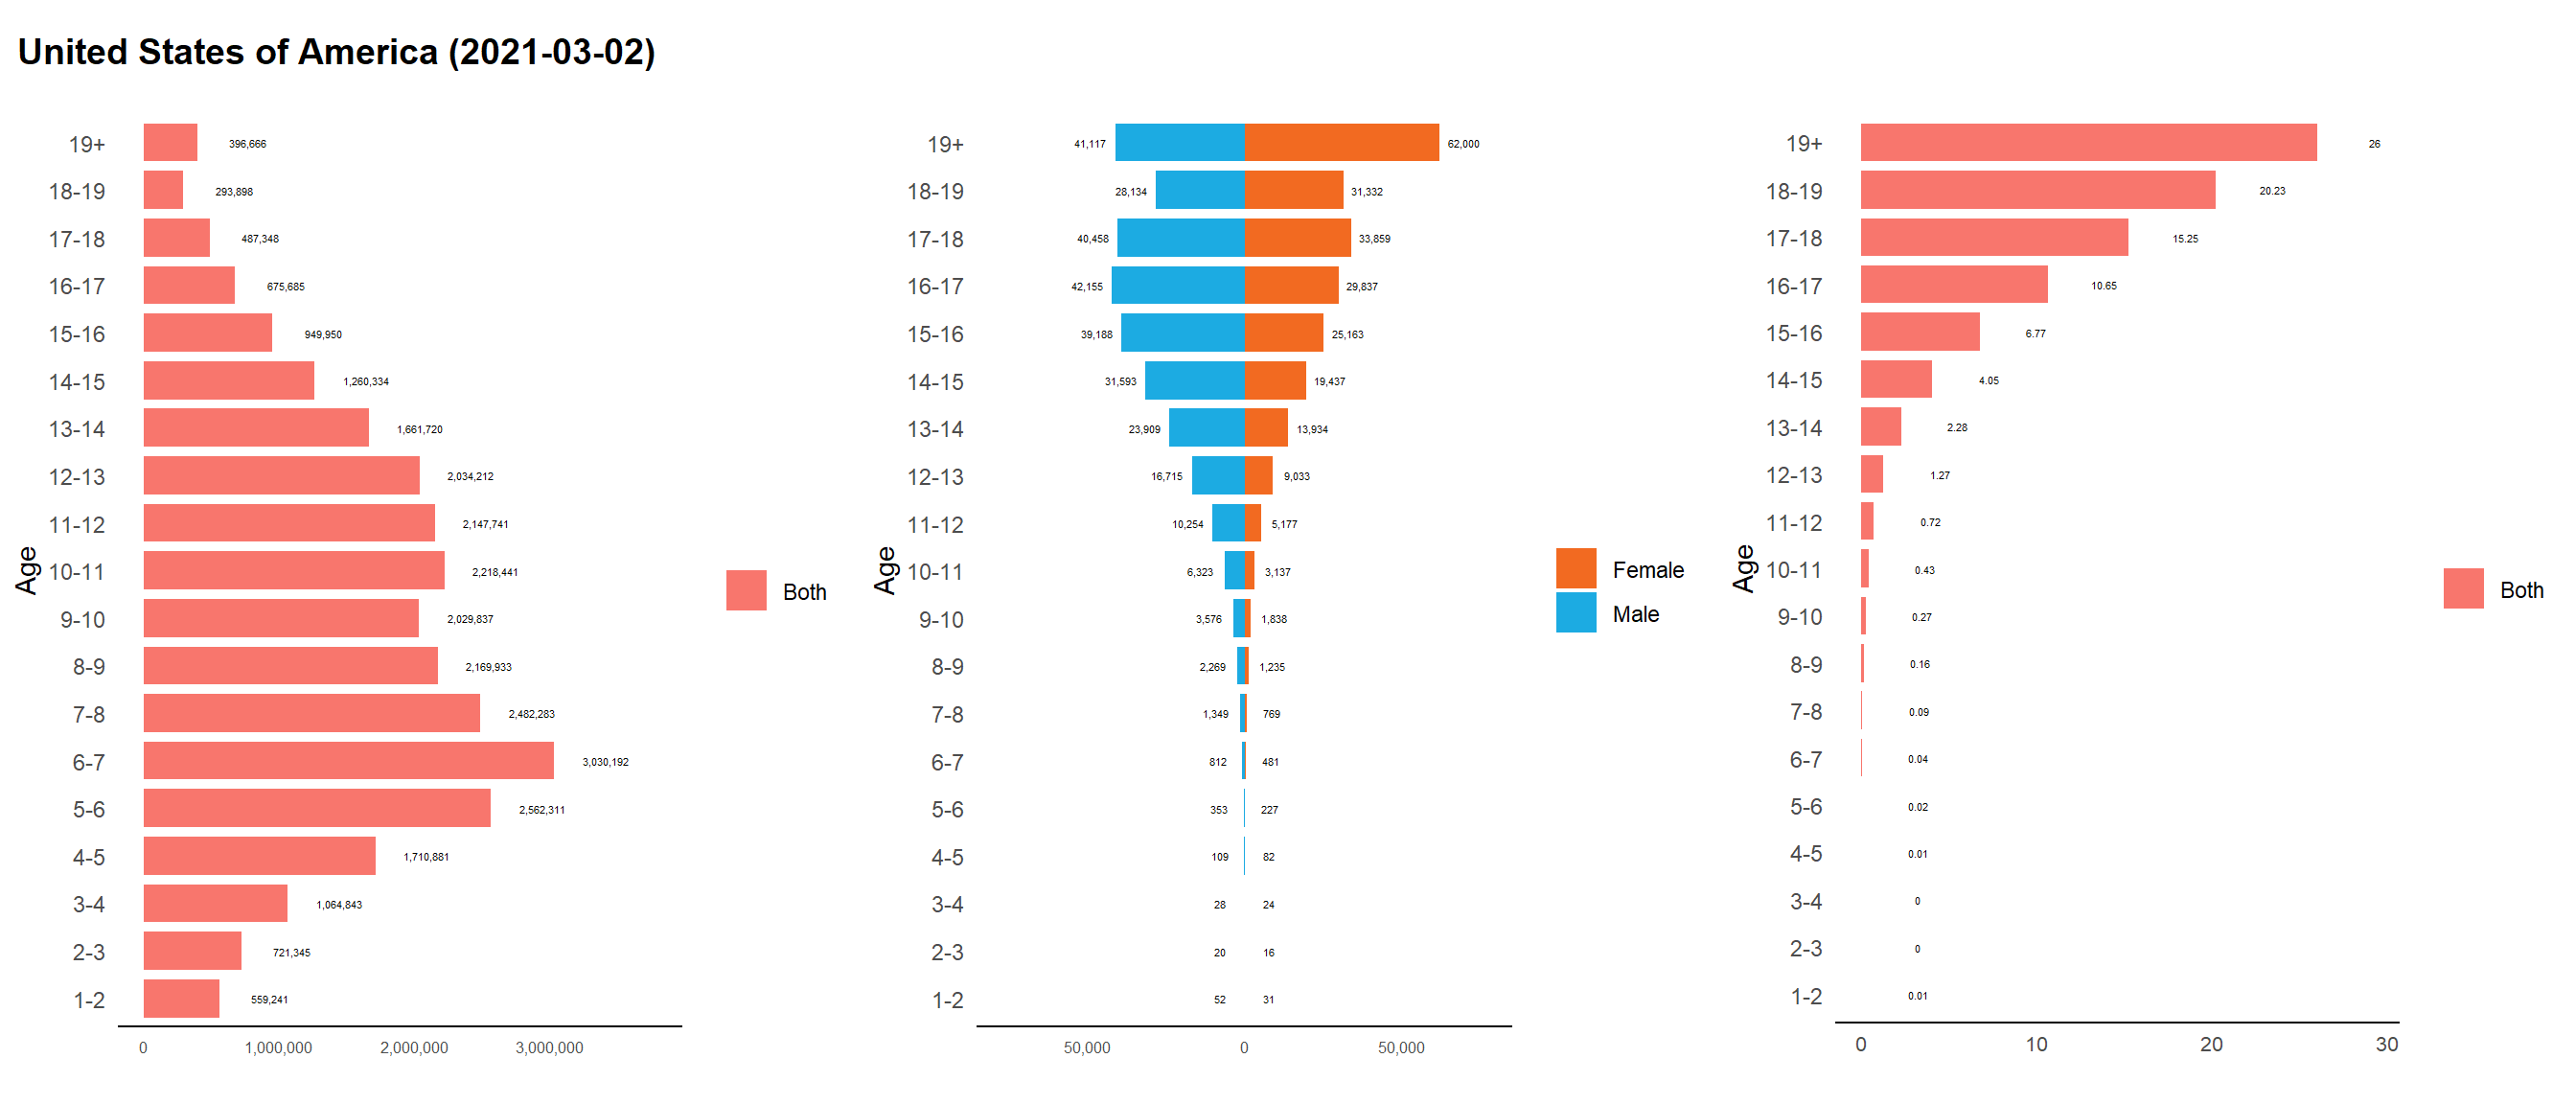 United States of America (2021-03-02)
Age
19+ 396,666
18-19 293,898
17-18 487,348
16-17 675,685
15-16 949,950
14-15 1,260,334
13-14 1,661,720
12-13 2,034,212
11-12 2,147,741
10-11 2,218,441
9-10 2,029,837
8-9 2,169,933
7-8 2,482,283
6-7 3,030,192
5-6 2,562,311
4-5 1,710,881
3-4 1,064,843
2-3 721,345
1-2 559,241
0 1,000,000 2,000,000 3,000,000
Both
Age
19+ 41,117 62,000
18-19 28,134 31,332
17-18 40,458 33,859
16-17 42,155 29,837
15-16 39,188 25,163
14-15 31,593 19,437
13-14 23,909 13,934
12-13 16,715 9,033
11-12 10,254 5,177
10-11 6,323 3,137
9-10 3,576 1,838
8-9 2,269 1,235
7-8 1,349 769
6-7 812 481
5-6 353 227
4-5 109 82
3-4 28 24
2-3 20 16
1-2 52 31
50,000 0 50,000
Female
Male
Age
19+ 26
18-19 20.23
17-18 15.25
16-17 10.65
15-16 6.77
14-15 4.05
13-14 2.28
12-13 1.27
11-12 0.72
10-11 0.43
9-10 0.27
8-9 0.16
7-8 0.09
6-7 0.04
5-6 0.02
4-5 0.01
3-4 0
2-3 0
1-2 0.01
0 10 20 30
Both